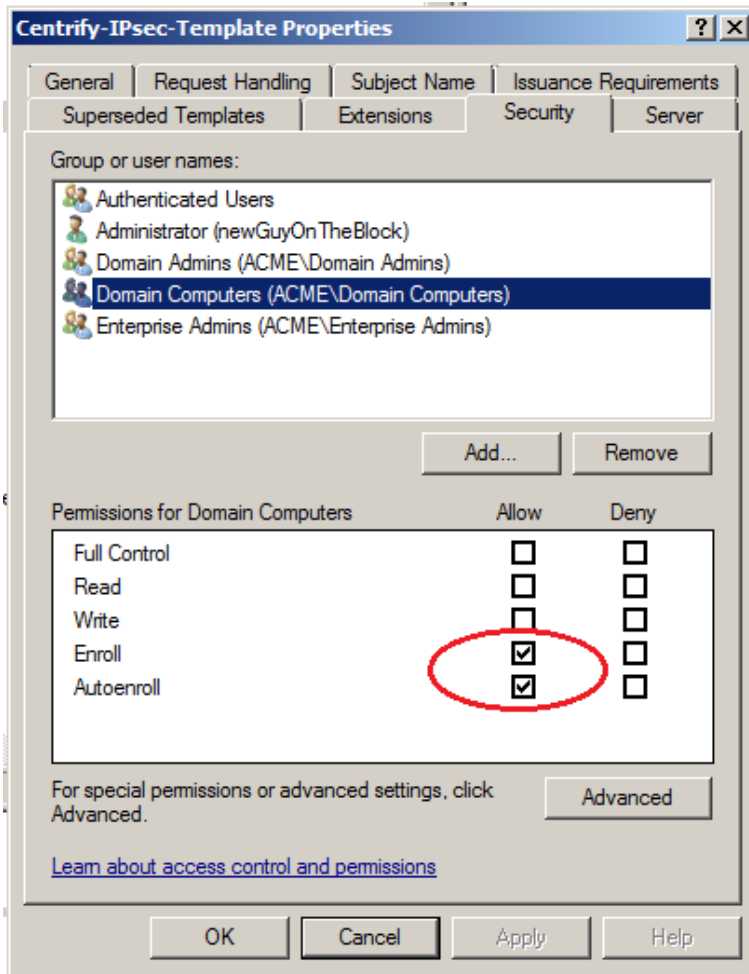 Centrify-IPsec-Template Properties
General
Request Handling
Subject Name
Issuance Requirements
Superseded Templates
Extensions
Security
Server
Group or user names:
Authenticated Users
Administrator (newGuyOnTheBlock)
Domain Admins (ACME\Domain Admins)
Domain Computers (ACME\Domain Computers)
Enterprise Admins (ACME\Enterprise Admins)
Add...
Remove
Permissions for Domain Computers
Allow
Deny
Full Control
Read
Write
Enroll
Autoenroll
For special permissions or advanced settings, click
Advanced.
Advanced
Learn about access control and permissions
OK
Cancel
Apply
Help